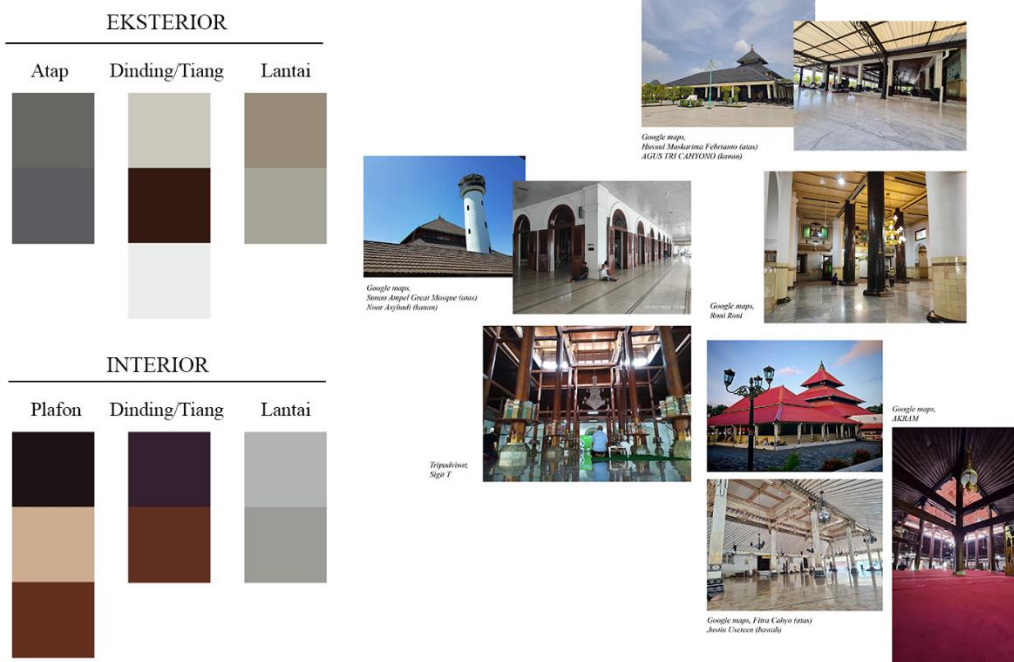 EKSTERIOR
Atap
Dinding/Tiang
Lantai
INTERIOR
Plafon
Dinding/Tiang
Lantai
Google maps,
Husnul Maskarima Febrianto (atas)
AGUS TRI CAHYONO (kanan)
Google maps,
Sunan Ampel Great Mosque (atas)
Noor Asyhadi (kanan)
Google maps,
Roni Roni
Tripadvisor,
Sigit T
Google maps,
AKRAM
Google maps, Fitra Cahyo (atas)
(bawah)